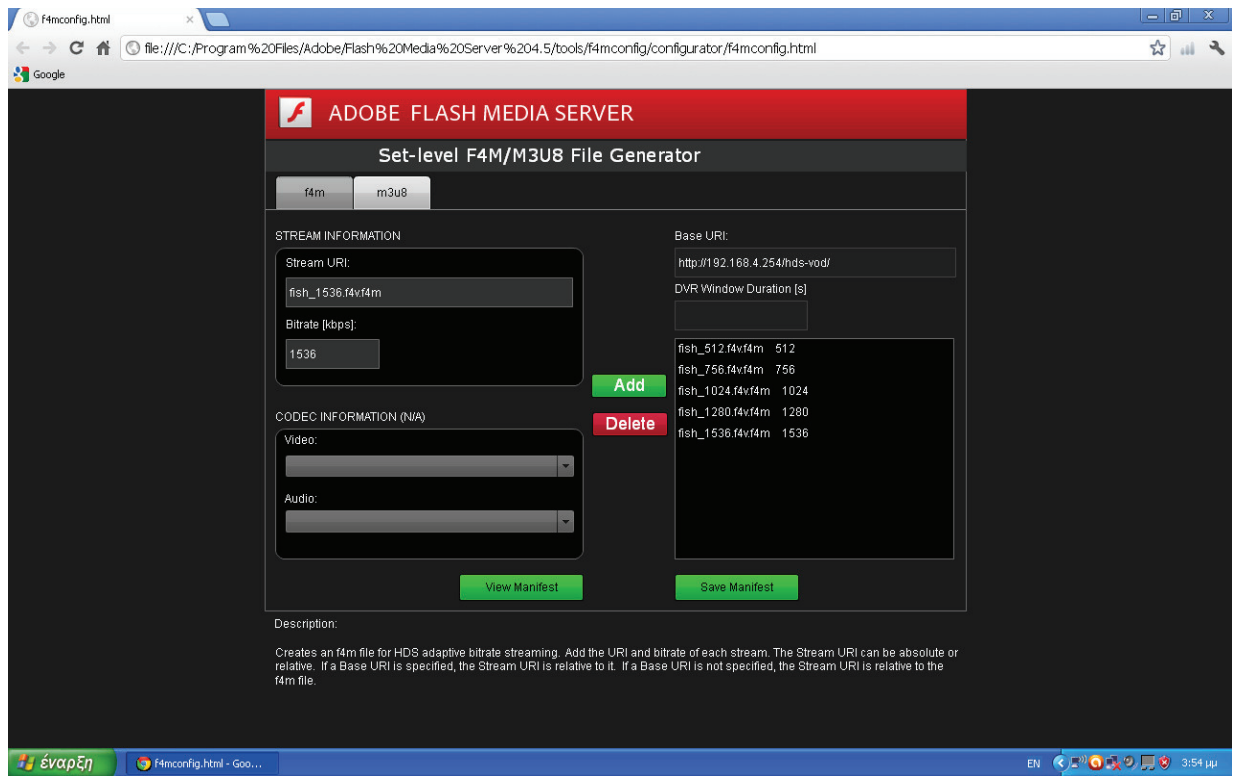 f4mconfig.html
file:///C:/Program%20Files/Adobe/Flash%20Media%20Server%204.5/tools/f4mconfig/configurator/f4mconfig.html
Google
ADOBE FLASH MEDIA SERVER
Set-level F4M/M3U8 File Generator
f4m
m3u8
STREAM INFORMATION
Stream URI:
fish_1536.f4v.f4m
Bitrate [kbps]:
1536
CODEC INFORMATION (N/A)
Video:
Audio:
Add
Delete
Base URI:
http://192.168.4.254/hds-vod/
DVR Window Duration [s]
fish_512.f4v.f4m 512
fish_756.f4v.f4m 756
fish_1024.f4v.f4m 1024
fish_1280.f4v.f4m 1280
fish_1536.f4v.f4m 1536
View Manifest
Save Manifest
Description:
Creates an f4m file for HDS adaptive bitrate streaming. Add the URI and bitrate of each stream. The Stream URI can be absolute or
relative. If a Base URI is specified, the Stream URI is relative to it. If a Base URI is not specified, the Stream URI is relative to the
f4m file.
έναρξη
f4mconfig.html - Goo...
EN
3:54 μμ